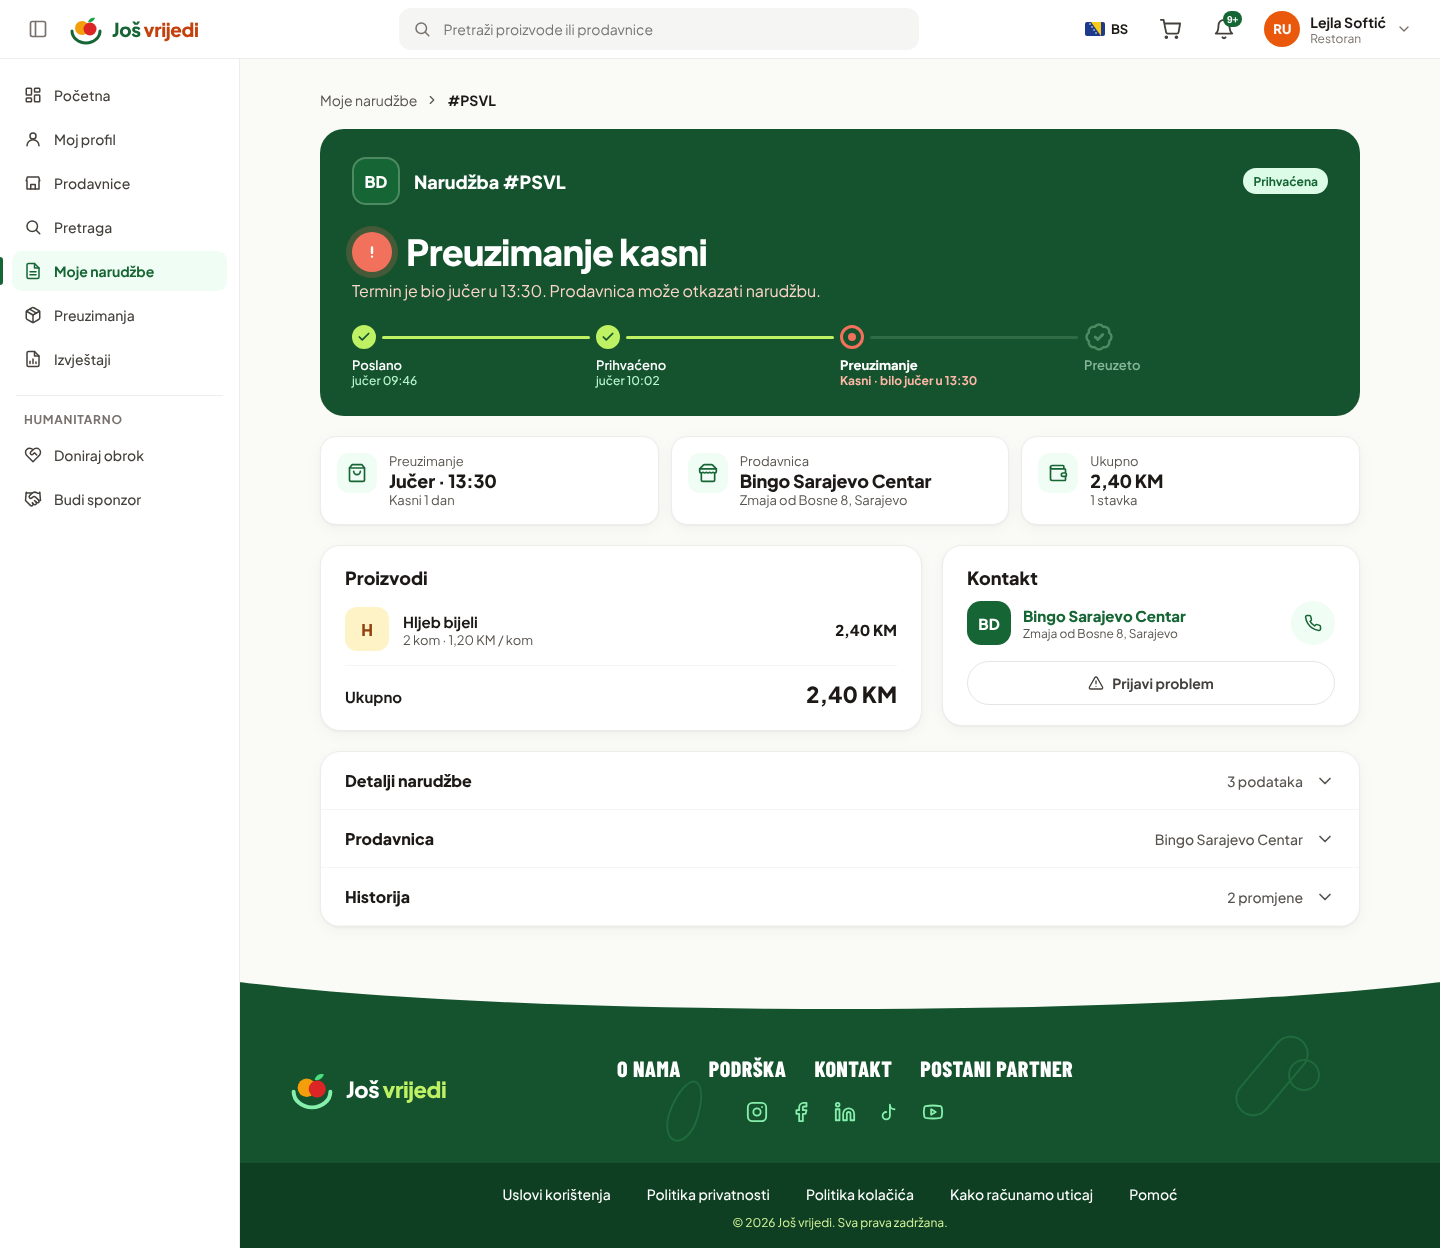 Još vrijedi
Pretraži proizvode ili prodavnice
BS
9+
RU
Lejla Softić
Restoran
Početna
Moj profil
Prodavnice
Pretraga
Moje narudžbe
Preuzimanja
Izvještaji
HUMANITARNO
Doniraj obrok
Budi sponzor
Moje narudžbe
#PSVL
BD
Narudžba #PSVL
Prihvaćena
!
Preuzimanje kasni
Termin je bio jučer u 13:30. Prodavnica može otkazati narudžbu.
Poslano
jučer 09:46
Prihvaćeno
jučer 10:02
Preuzimanje
Kasni · bilo jučer u 13:30
Preuzeto
Preuzimanje
Jučer · 13:30
Kasni 1 dan
Prodavnica
Bingo Sarajevo Centar
Zmaja od Bosne 8, Sarajevo
Ukupno
2,40 KM
1 stavka
Proizvodi
H
Hljeb bijeli
2 kom · 1,20 KM / kom
2,40 KM
Ukupno
2,40 KM
Kontakt
BD
Bingo Sarajevo Centar
Zmaja od Bosne 8, Sarajevo
Prijavi problem
Detalji narudžbe
3 podataka
Prodavnica
Bingo Sarajevo Centar
Historija
2 promjene
Još vrijedi
O NAMA
PODRŠKA
KONTAKT
POSTANI PARTNER
Uslovi korištenja
Politika privatnosti
Politika kolačića
Kako računamo uticaj
Pomoć
© 2026 Još vrijedi. Sva prava zadržana.